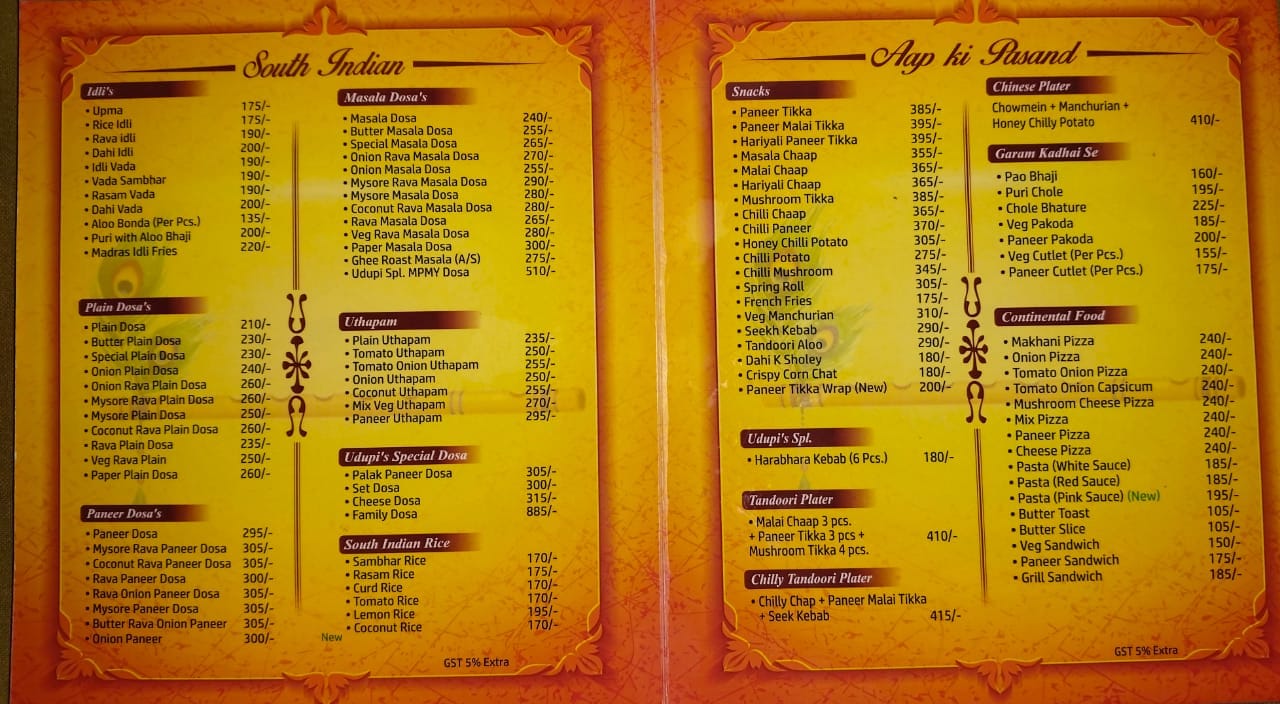 South Indian
Idli's
• Upma 175/-
• Rice Idli 175/-
• Rava idli 190/-
• Dahi Idli 200/-
• Idli Vada 190/-
• Vada Sambhar 190/-
• Rasam Vada 190/-
• Dahi Vada 200/-
• Aloo Bonda (Per Pcs.) 135/-
• Puri with Aloo Bhaji 200/-
• Madras Idli Fries 220/-
Plain Dosa's
• Plain Dosa 210/-
• Butter Plain Dosa 230/-
• Special Plain Dosa 230/-
• Onion Plain Dosa 240/-
• Onion Rava Plain Dosa 260/-
• Mysore Rava Plain Dosa 260/-
• Mysore Plain Dosa 250/-
• Coconut Rava Plain Dosa 260/-
• Rava Plain Dosa 235/-
• Veg Rava Plain 250/-
• Paper Plain Dosa 260/-
Paneer Dosa's
• Paneer Dosa 295/-
• Mysore Rava Paneer Dosa 305/-
• Coconut Rava Paneer Dosa 305/-
• Rava Paneer Dosa 300/-
• Rava Onion Paneer Dosa 305/-
• Mysore Paneer Dosa 305/-
• Butter Rava Onion Paneer 305/-
• Onion Paneer 300/-
Masala Dosa's
• Masala Dosa 240/-
• Butter Masala Dosa 255/-
• Special Masala Dosa 265/-
• Onion Rava Masala Dosa 270/-
• Onion Masala Dosa 255/-
• Mysore Rava Masala Dosa 290/-
• Mysore Masala Dosa 280/-
• Coconut Rava Masala Dosa 280/-
• Rava Masala Dosa 265/-
• Veg Rava Masala Dosa 280/-
• Paper Masala Dosa 300/-
• Ghee Roast Masala (A/S) 275/-
• Udupi Spl. MPMY Dosa 510/-
Uthapam
• Plain Uthapam 235/-
• Tomato Uthapam 250/-
• Tomato Onion Uthapam 255/-
• Onion Uthapam 250/-
• Coconut Uthapam 255/-
• Mix Veg Uthapam 270/-
• Paneer Uthapam 295/-
Udupi's Special Dosa
• Palak Paneer Dosa 305/-
• Set Dosa 300/-
• Cheese Dosa 315/-
• Family Dosa 885/-
South Indian Rice
• Sambhar Rice 170/-
• Rasam Rice 175/-
• Curd Rice 170/-
• Tomato Rice 170/-
• Lemon Rice 195/-
New • Coconut Rice 170/-
GST 5% Extra
Aap ki Pasand
Snacks
• Paneer Tikka 385/-
• Paneer Malai Tikka 395/-
• Hariyali Paneer Tikka 395/-
• Masala Chaap 355/-
• Malai Chaap 365/-
• Hariyali Chaap 365/-
• Mushroom Tikka 385/-
• Chilli Chaap 365/-
• Chilli Paneer 370/-
• Honey Chilli Potato 305/-
• Chilli Potato 275/-
• Chilli Mushroom 345/-
• Spring Roll 305/-
• French Fries 175/-
• Veg Manchurian 310/-
• Seekh Kebab 290/-
• Tandoori Aloo 290/-
• Dahi K Sholey 180/-
• Crispy Corn Chat 180/-
• Paneer Tikka Wrap (New) 200/-
Udupi's Spl.
• Harabhara Kebab (6 Pcs.) 180/-
Tandoori Plater
• Malai Chaap 3 pcs.
+ Paneer Tikka 3 pcs + 410/-
Mushroom Tikka 4 pcs.
Chilly Tandoori Plater
• Chilly Chap + Paneer Malai Tikka
+ Seek Kebab 415/-
Chinese Plater
Chowmein + Manchurian +
Honey Chilly Potato 410/-
Garam Kadhai Se
• Pao Bhaji 160/-
• Puri Chole 195/-
• Chole Bhature 225/-
• Veg Pakoda 185/-
• Paneer Pakoda 200/-
• Veg Cutlet (Per Pcs.) 155/-
• Paneer Cutlet (Per Pcs.) 175/-
Continental Food
• Makhani Pizza 240/-
• Onion Pizza 240/-
• Tomato Onion Pizza 240/-
• Tomato Onion Capsicum 240/-
• Mushroom Cheese Pizza 240/-
• Mix Pizza 240/-
• Paneer Pizza 240/-
• Cheese Pizza 240/-
• Pasta (White Sauce) 185/-
• Pasta (Red Sauce) 185/-
• Pasta (Pink Sauce) (New) 195/-
• Butter Toast 105/-
• Butter Slice 105/-
• Veg Sandwich 150/-
• Paneer Sandwich 175/-
• Grill Sandwich 185/-
GST 5% Extra